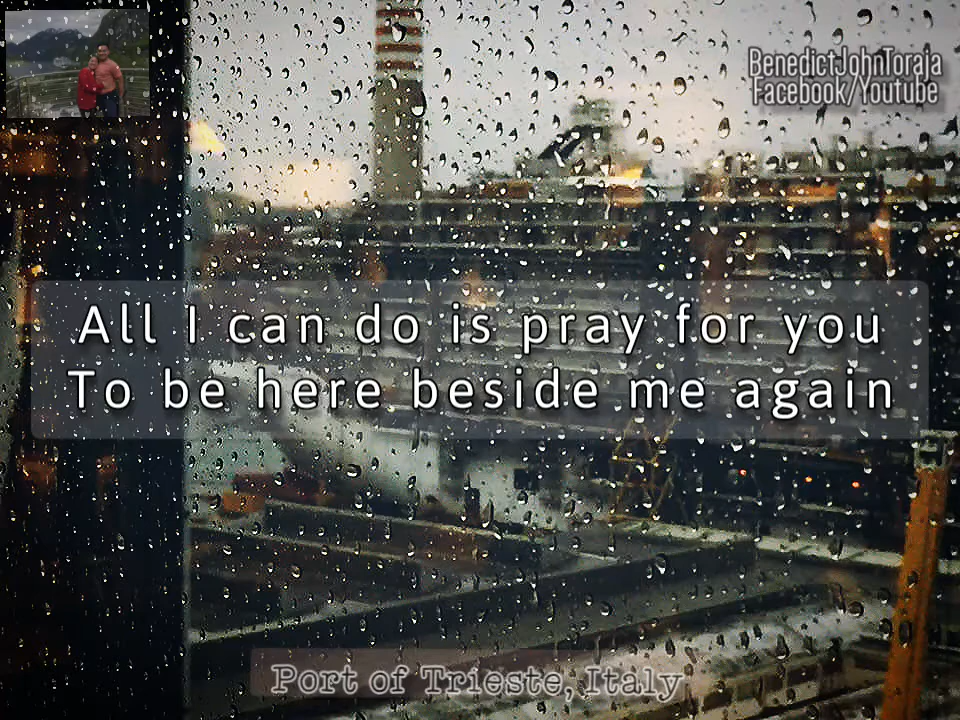 BenedictJohnToraja
Facebook/Youtube
All I can do is pray for you
To be here beside me again
Port of Trieste, Italy